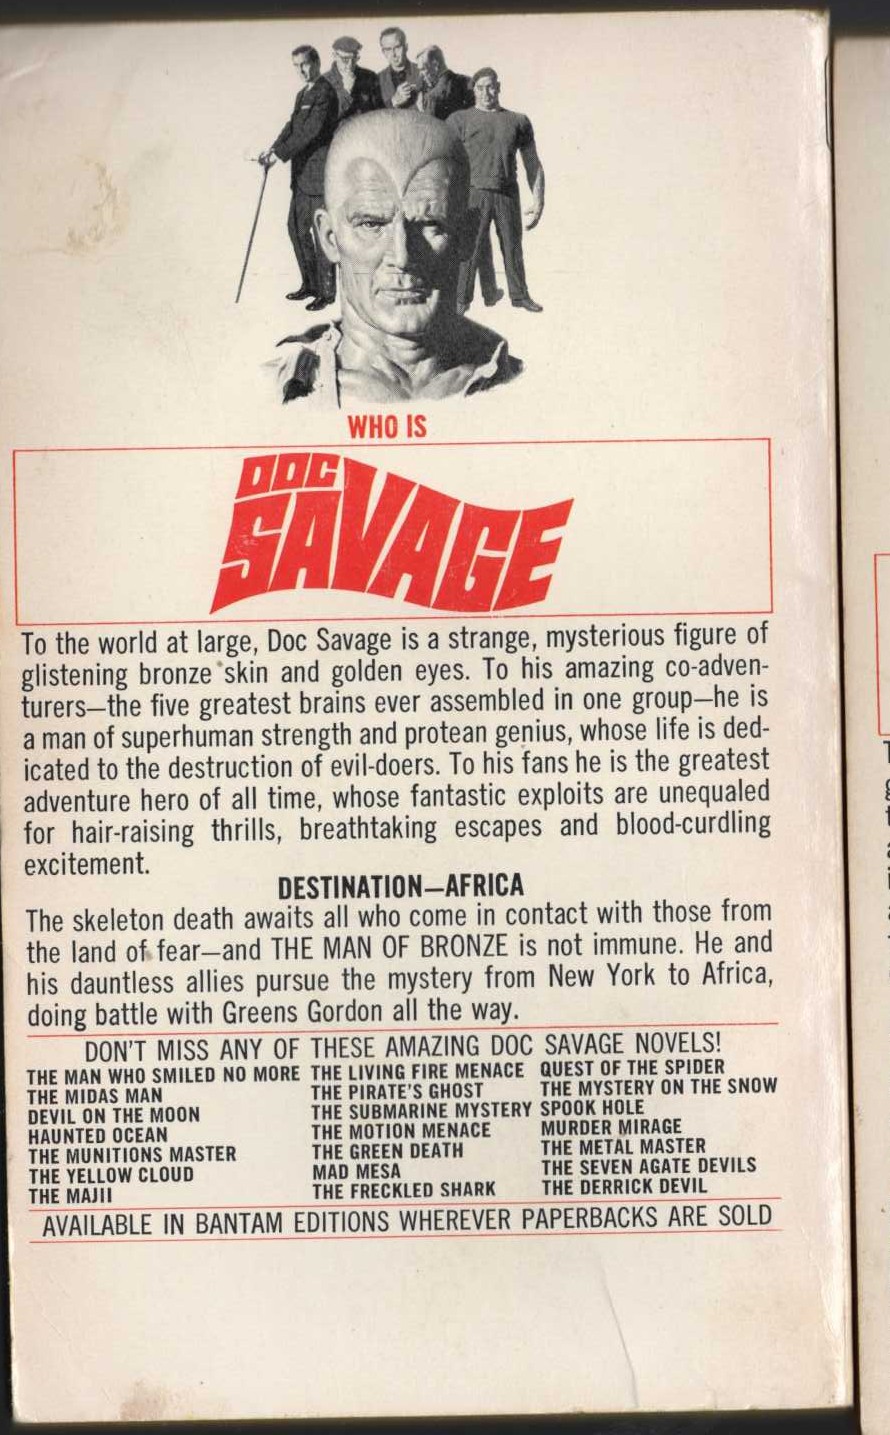 WHO IS
DOC
SAVAGE
To the world at large, Doc Savage is a strange, mysterious figure of
glistening bronze skin and golden eyes. To his amazing co-adven-
turers—the five greatest brains ever assembled in one group—he is
a man of superhuman strength and protean genius, whose life is ded-
icated to the destruction of evil-doers. To his fans he is the greatest
adventure hero of all time, whose fantastic exploits are unequaled
for hair-raising thrills, breathtaking escapes and blood-curdling
excitement.
DESTINATION—AFRICA
The skeleton death awaits all who come in contact with those from
the land of fear—and THE MAN OF BRONZE is not immune. He and
his dauntless allies pursue the mystery from New York to Africa,
doing battle with Greens Gordon all the way.
DON'T MISS ANY OF THESE AMAZING DOC SAVAGE NOVELS!
THE MAN WHO SMILED NO MORE
THE MIDAS MAN
DEVIL ON THE MOON
HAUNTED OCEAN
THE MUNITIONS MASTER
THE YELLOW CLOUD
THE MAJII
THE LIVING FIRE MENACE
THE PIRATE'S GHOST
THE SUBMARINE MYSTERY
THE MOTION MENACE
THE GREEN DEATH
MAD MESA
THE FRECKLED SHARK
QUEST OF THE SPIDER
THE MYSTERY ON THE SNOW
SPOOK HOLE
MURDER MIRAGE
THE METAL MASTER
THE SEVEN AGATE DEVILS
THE DERRICK DEVIL
AVAILABLE IN BANTAM EDITIONS WHEREVER PAPERBACKS ARE SOLD